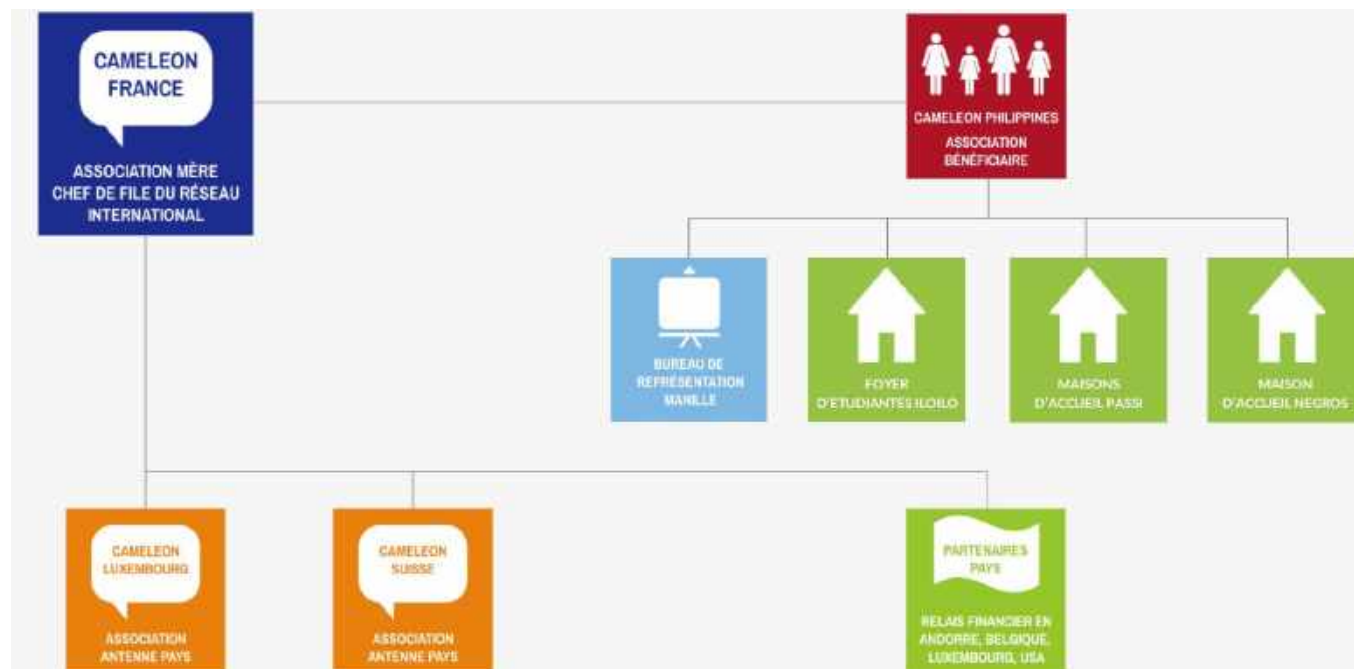 CAMELEON
FRANCE
ASSOCIATION MÈRE
CHEF DE FILE DU RÉSEAU
INTERNATIONAL
CAMELEON PHILIPPINES
ASSOCIATION
BÉNÉFICIAIRE
BUREAU DE
REPRÉSENTATION
MANILLE
FOYER
D'ETUDIANTES ILOILO
MAISONS
D'ACCUEIL PASSI
MAISON
D'ACCUEIL NEGROS
CAMELEON
LUXEMBOURG
ASSOCIATION
ANTENNE PAYS
CAMELEON
SUISSE
ASSOCIATION
ANTENNE PAYS
PARTENAIRES
PAYS
RELAIS FINANCIER EN
ANDORRE, BELGIQUE,
LUXEMBOURG, USA